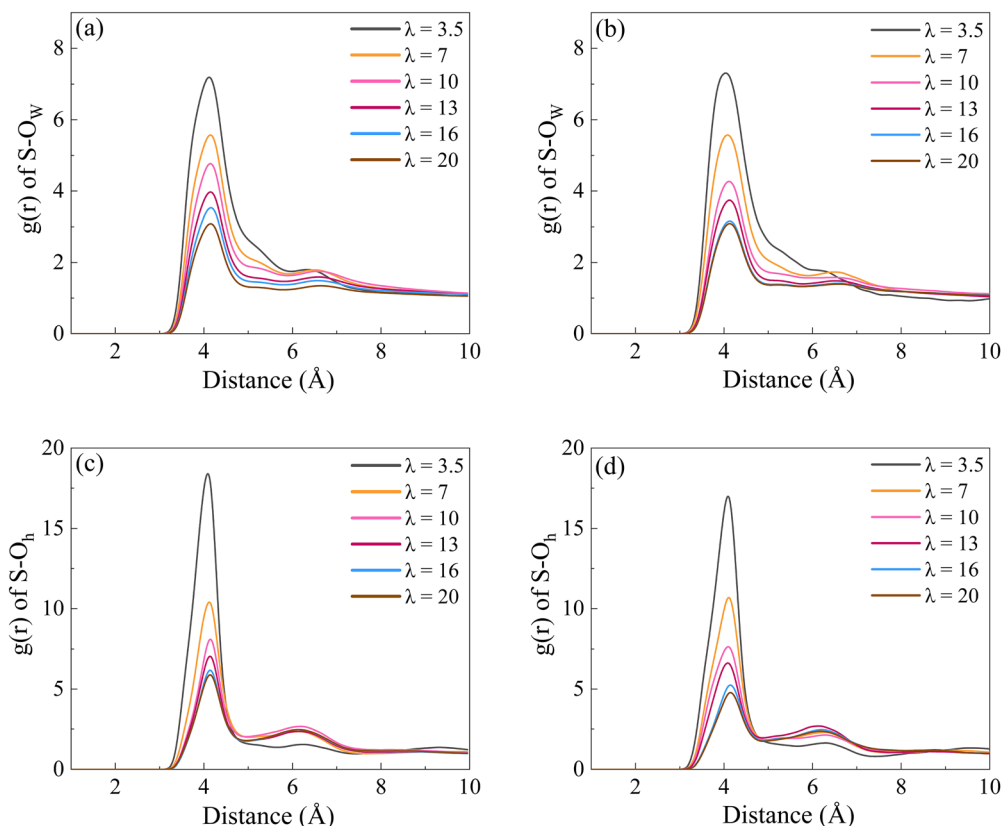 (a)
λ = 3.5
λ = 7
λ = 10
λ = 13
λ = 16
λ = 20
g(r) of S-O_W
8
6
4
2
0
2 4 6 8 10
Distance (Å)
(b)
λ = 3.5
λ = 7
λ = 10
λ = 13
λ = 16
λ = 20
g(r) of S-O_W
8
6
4
2
0
2 4 6 8 10
Distance (Å)
(c)
λ = 3.5
λ = 7
λ = 10
λ = 13
λ = 16
λ = 20
g(r) of S-O_h
20
15
10
5
0
2 4 6 8 10
Distance (Å)
(d)
λ = 3.5
λ = 7
λ = 10
λ = 13
λ = 16
λ = 20
g(r) of S-O_h
20
15
10
5
0
2 4 6 8 10
Distance (Å)